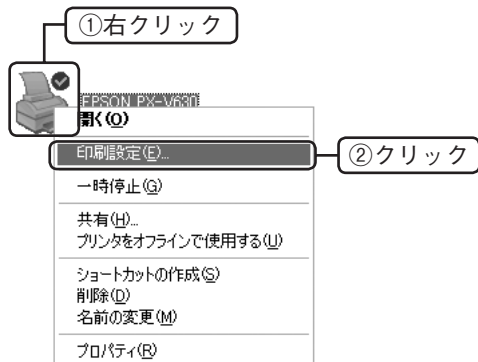 ①右クリック
EPSON PX-V630
開く(O)
印刷設定(E)...
②クリック
一時停止(G)
共有(H)...
プリンタをオフラインで使用する(U)
ショートカットの作成(S)
削除(D)
名前の変更(M)
プロパティ(R)